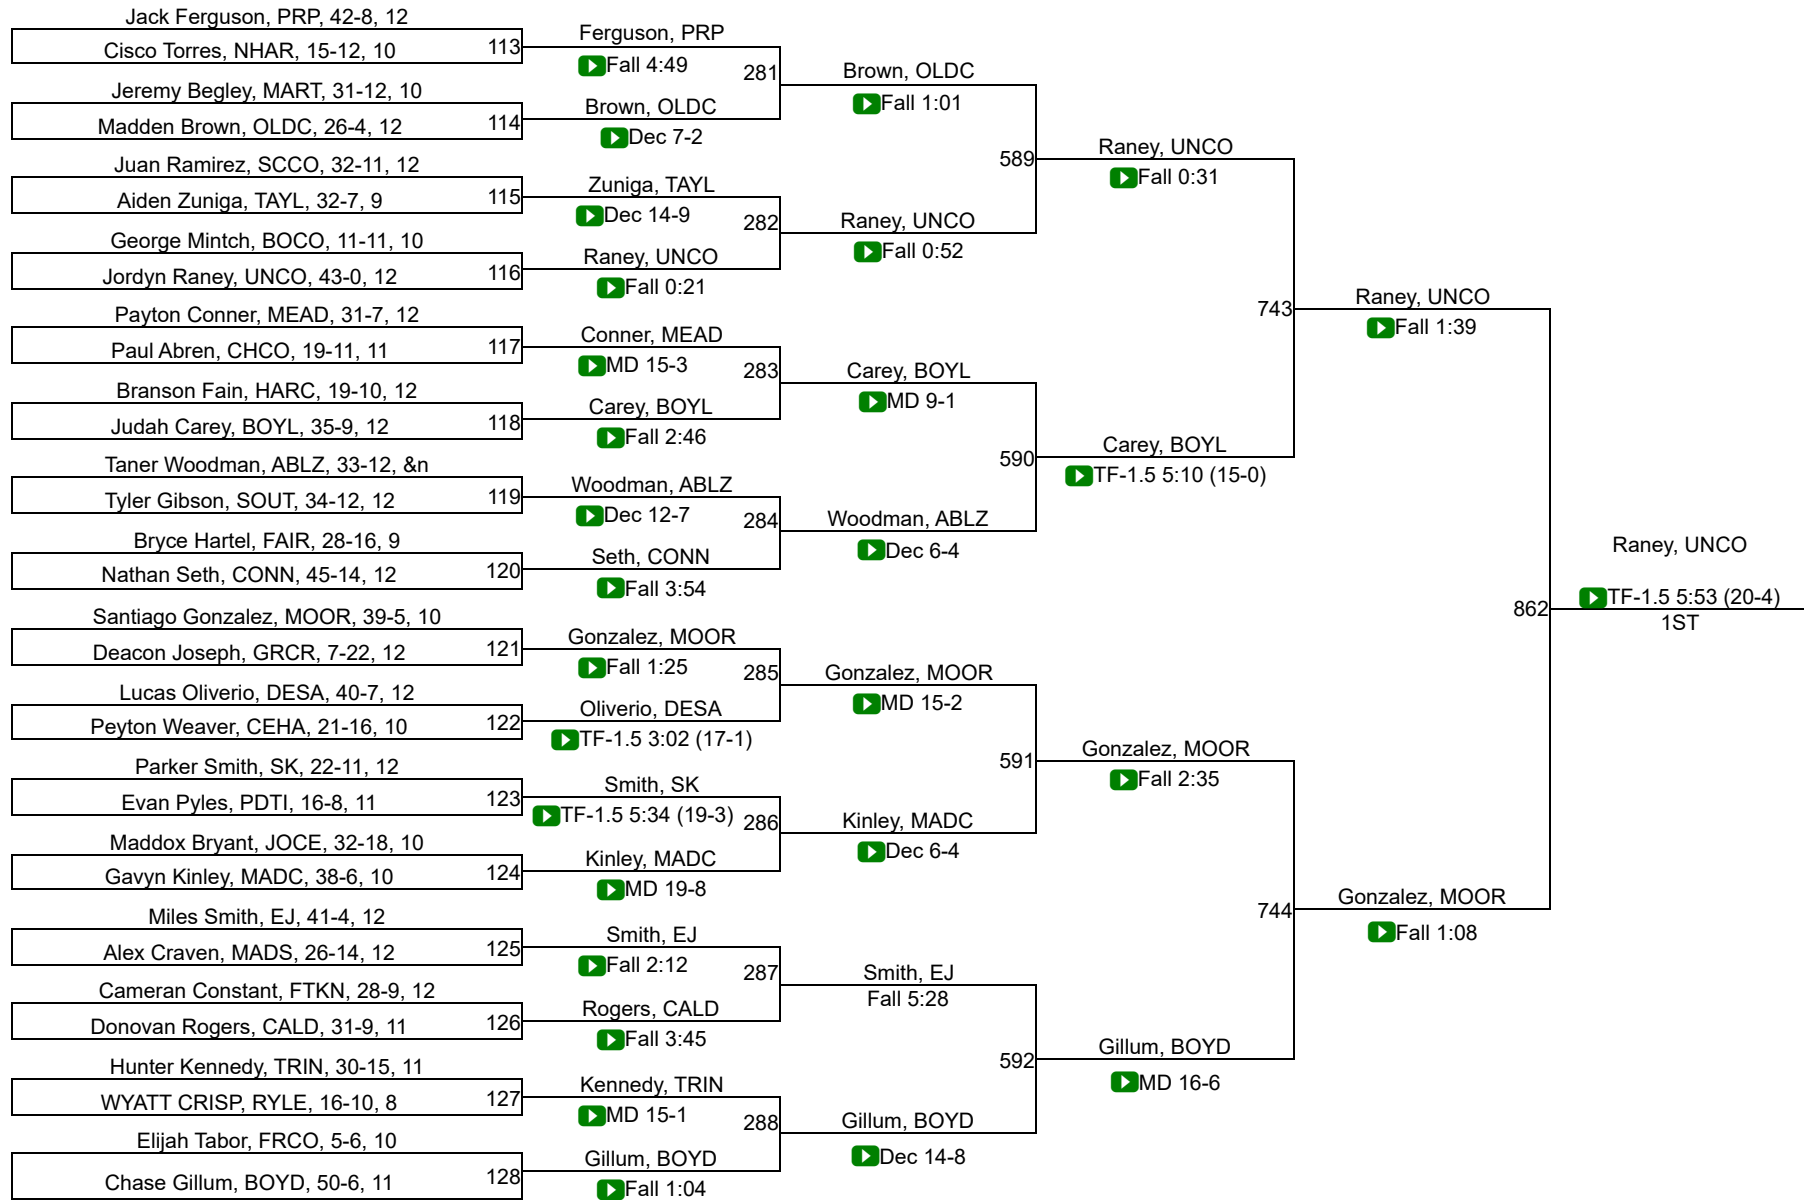 Jack Ferguson, PRP, 42-8, 12
Cisco Torres, NHAR, 15-12, 10
113
Jeremy Begley, MART, 31-12, 10
Madden Brown, OLDC, 26-4, 12
114
Juan Ramirez, SCCO, 32-11, 12
Aiden Zuniga, TAYL, 32-7, 9
115
George Mintch, BOCO, 11-11, 10
Jordyn Raney, UNCO, 43-0, 12
116
Payton Conner, MEAD, 31-7, 12
Paul Abren, CHCO, 19-11, 11
117
Branson Fain, HARC, 19-10, 12
Judah Carey, BOYL, 35-9, 12
118
Taner Woodman, ABLZ, 33-12, &n
Tyler Gibson, SOUT, 34-12, 12
119
Bryce Hartel, FAIR, 28-16, 9
Nathan Seth, CONN, 45-14, 12
120
Santiago Gonzalez, MOOR, 39-5, 10
Deacon Joseph, GRCR, 7-22, 12
121
Lucas Oliverio, DESA, 40-7, 12
Peyton Weaver, CEHA, 21-16, 10
122
Parker Smith, SK, 22-11, 12
Evan Pyles, PDTI, 16-8, 11
123
Maddox Bryant, JOCE, 32-18, 10
Gavyn Kinley, MADC, 38-6, 10
124
Miles Smith, EJ, 41-4, 12
Alex Craven, MADS, 26-14, 12
125
Cameran Constant, FTKN, 28-9, 12
Donovan Rogers, CALD, 31-9, 11
126
Hunter Kennedy, TRIN, 30-15, 11
WYATT CRISP, RYLE, 16-10, 8
127
Elijah Tabor, FRCO, 5-6, 10
Chase Gillum, BOYD, 50-6, 11
128
Ferguson, PRP
Fall 4:49
281
Brown, OLDC
Dec 7-2
Zuniga, TAYL
Dec 14-9
282
Raney, UNCO
Fall 0:21
Conner, MEAD
MD 15-3
283
Carey, BOYL
Fall 2:46
Woodman, ABLZ
Dec 12-7
284
Seth, CONN
Fall 3:54
Gonzalez, MOOR
Fall 1:25
285
Oliverio, DESA
TF-1.5 3:02 (17-1)
Smith, SK
TF-1.5 5:34 (19-3)
286
Kinley, MADC
MD 19-8
Smith, EJ
Fall 2:12
287
Rogers, CALD
Fall 3:45
Kennedy, TRIN
MD 15-1
288
Gillum, BOYD
Fall 1:04
Brown, OLDC
Fall 1:01
589
Raney, UNCO
Fall 0:52
Carey, BOYL
MD 9-1
590
Woodman, ABLZ
Dec 6-4
Gonzalez, MOOR
MD 15-2
591
Kinley, MADC
Dec 6-4
Smith, EJ
Fall 5:28
592
Gillum, BOYD
Dec 14-8
Raney, UNCO
Fall 0:31
743
Carey, BOYL
TF-1.5 5:10 (15-0)
Gonzalez, MOOR
Fall 2:35
744
Gillum, BOYD
MD 16-6
Raney, UNCO
Fall 1:39
862
Gonzalez, MOOR
Fall 1:08
Raney, UNCO
TF-1.5 5:53 (20-4)
1ST